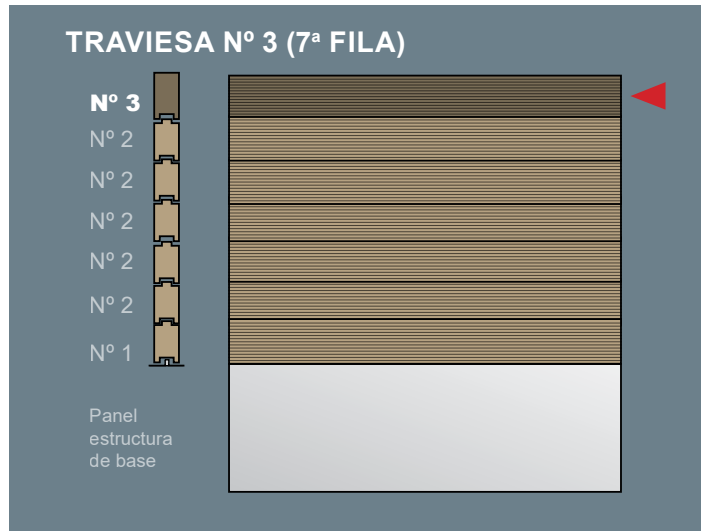 TRAVIESA Nº 3 (7ª FILA)
Nº 3
Nº 2
Nº 2
Nº 2
Nº 2
Nº 2
Nº 1
Panel
estructura
de base